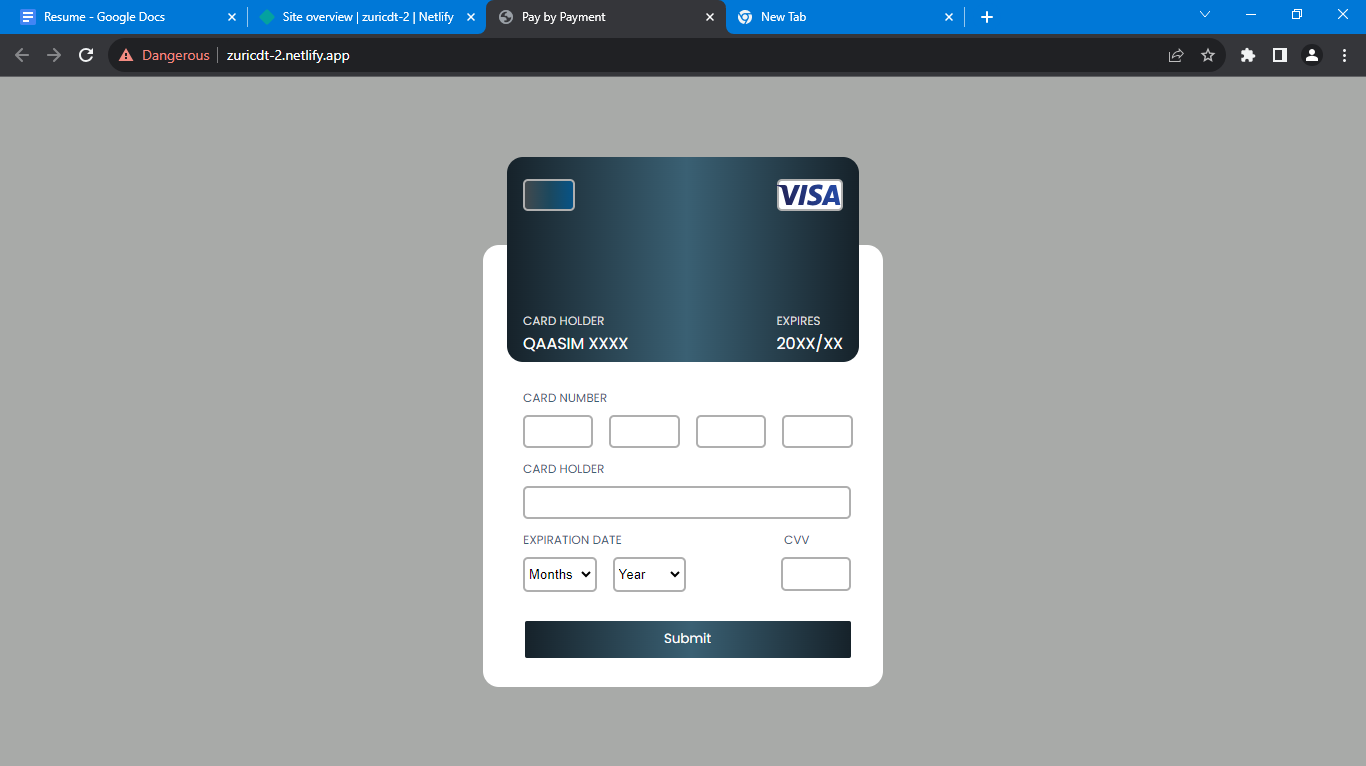 Resume - Google Docs
Site overview | zuricdt-2 | Netlify
Pay by Payment
New Tab
Dangerous
zuricdt-2.netlify.app
VISA
CARD HOLDER
EXPIRES
QAASIM XXXX
20XX/XX
CARD NUMBER
CARD HOLDER
EXPIRATION DATE
CVV
Months
Year
Submit